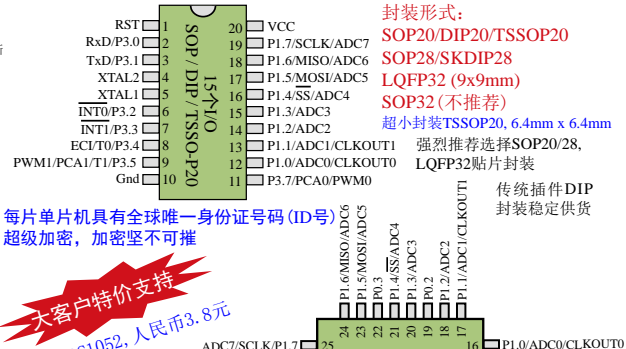 RST 1
RxD/P3.0 2
TxD/P3.1 3
XTAL2 4
XTAL1 5
INT0/P3.2 6
INT1/P3.3 7
ECI/T0/P3.4 8
PWM1/PCA1/T1/P3.5 9
Gnd 10
SOP / DIP / TSSO-P20
15个I/O
20 VCC
19 P1.7/SCLK/ADC7
18 P1.6/MISO/ADC6
17 P1.5/MOSI/ADC5
16 P1.4/SS/ADC4
15 P1.3/ADC3
14 P1.2/ADC2
13 P1.1/ADC1/CLKOUT1
12 P1.0/ADC0/CLKOUT0
11 P3.7/PCA0/PWM0
封装形式:
SOP20/DIP20/TSSOP20
SOP28/SKDIP28
LQFP32 (9x9mm)
SOP32(不推荐)
超小封装TSSOP20, 6.4mm x 6.4mm
强烈推荐选择SOP20/28,
LQFP32贴片封装
传统插件DIP
封装稳定供货
每片单片机具有全球唯一身份证号码(ID号)
超级加密，加密坚不可摧
大客户特价支持
1052,人民币3.8元
P1.6/MISO/ADC6 24
P1.5/MOSI/ADC5 23
P0.3 22
P1.4/SS/ADC4 21
P1.3/ADC3 20
P0.2 19
P1.2/ADC2 18
P1.1/ADC1/CLKOUT1 17
ADC7/SCLK/P1.7 25
16 P1.0/ADC0/CLKOUT0